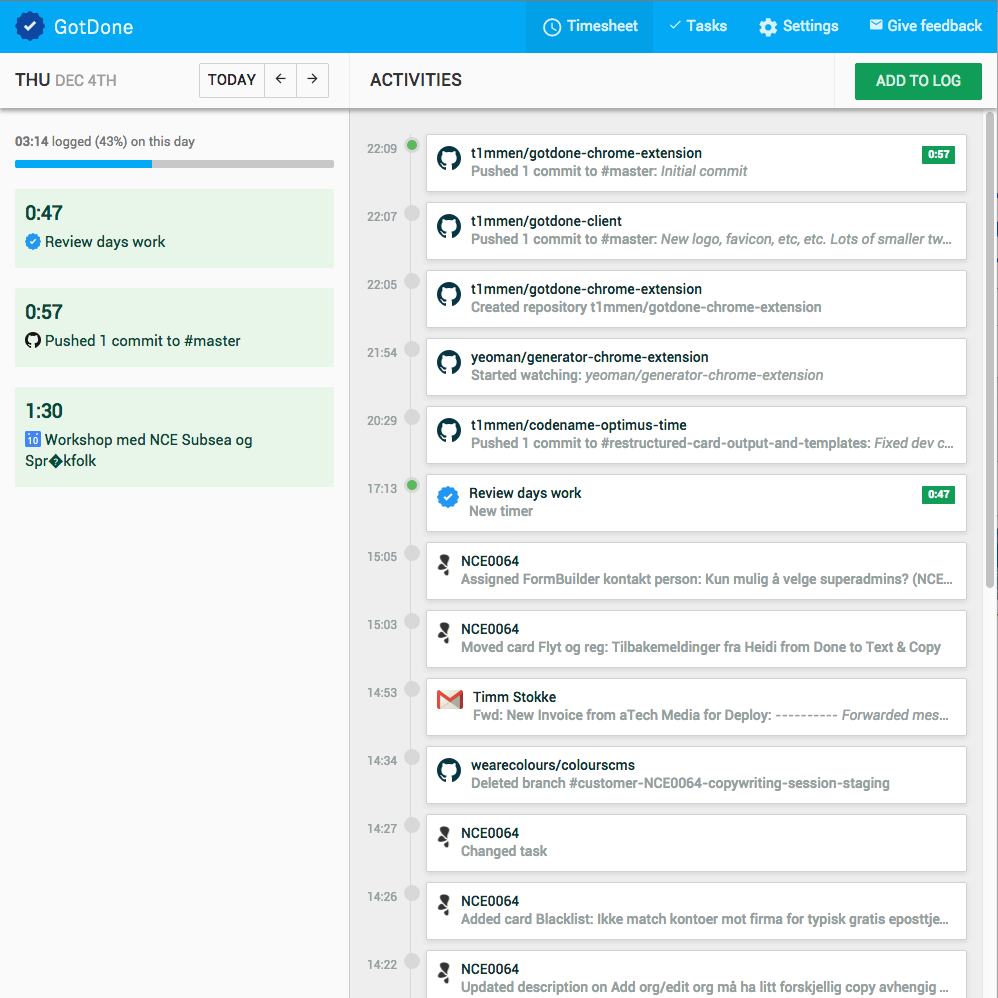 GotDone
Timesheet
Tasks
Settings
Give feedback
THU DEC 4TH
TODAY ← →
ACTIVITIES
ADD TO LOG
03:14 logged (43%) on this day
0:47
Review days work
0:57
Pushed 1 commit to #master
1:30
10 Workshop med NCE Subsea og
Spr�kfolk
22:09
t1mmen/gotdone-chrome-extension
0:57
Pushed 1 commit to #master: Initial commit
22:07
t1mmen/gotdone-client
Pushed 1 commit to #master: New logo, favicon, etc, etc. Lots of smaller tw…
22:05
t1mmen/gotdone-chrome-extension
Created repository t1mmen/gotdone-chrome-extension
21:54
yeoman/generator-chrome-extension
Started watching: yeoman/generator-chrome-extension
20:29
t1mmen/codename-optimus-time
Pushed 1 commit to #restructured-card-output-and-templates: Fixed dev c…
17:13
Review days work
0:47
New timer
15:05
NCE0064
Assigned FormBuilder kontakt person: Kun mulig å velge superadmins? (NCE…
15:03
NCE0064
Moved card Flyt og reg: Tilbakemeldinger fra Heidi from Done to Text & Copy
14:53
Timm Stokke
Fwd: New Invoice from aTech Media for Deploy: ---------- Forwarded mes…
14:34
wearecolours/colourscms
Deleted branch #customer-NCE0064-copywriting-session-staging
14:27
NCE0064
Changed task
14:26
NCE0064
Added card Blacklist: Ikke match kontoer mot firma for typisk gratis eposttje…
14:22
NCE0064
Updated description on Add org/edit org må ha litt forskjellig copy avhengig …